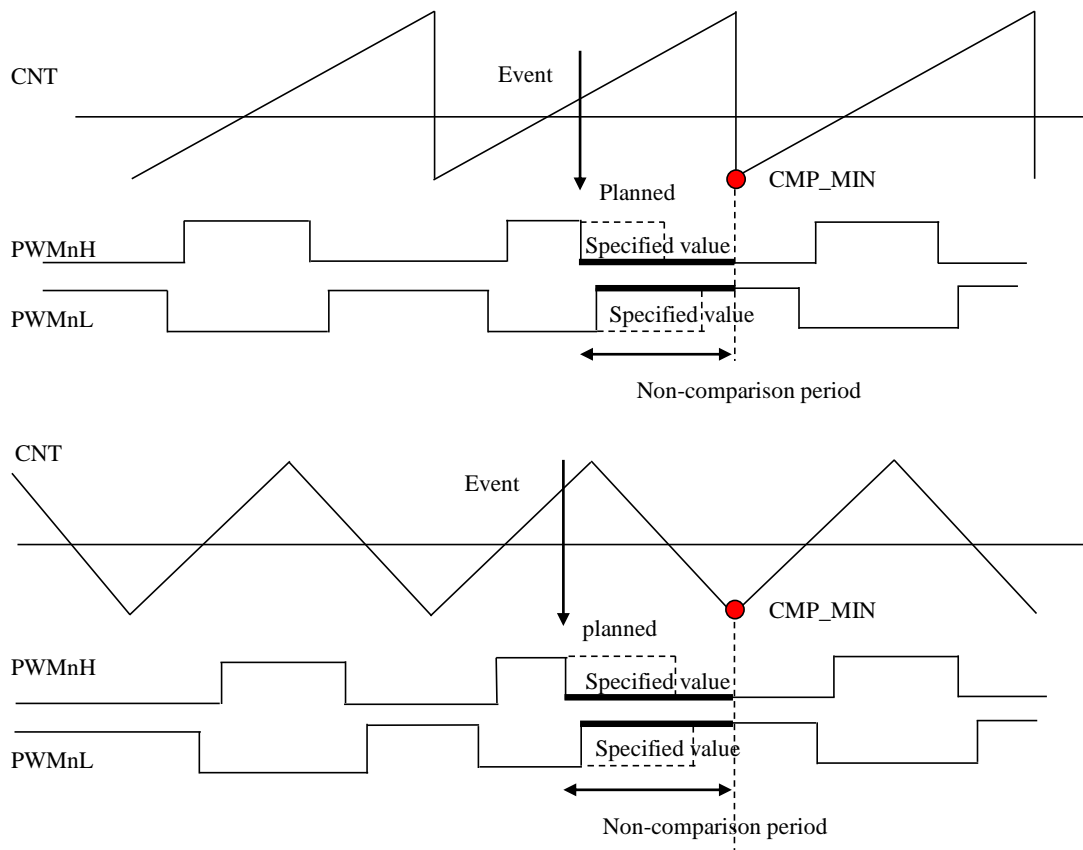 CNT
Event
CMP_MIN
Planned
PWMnH
Specified value
PWMnL
Specified value
Non-comparison period
CNT
Event
CMP_MIN
planned
PWMnH
Specified value
PWMnL
Specified value
Non-comparison period